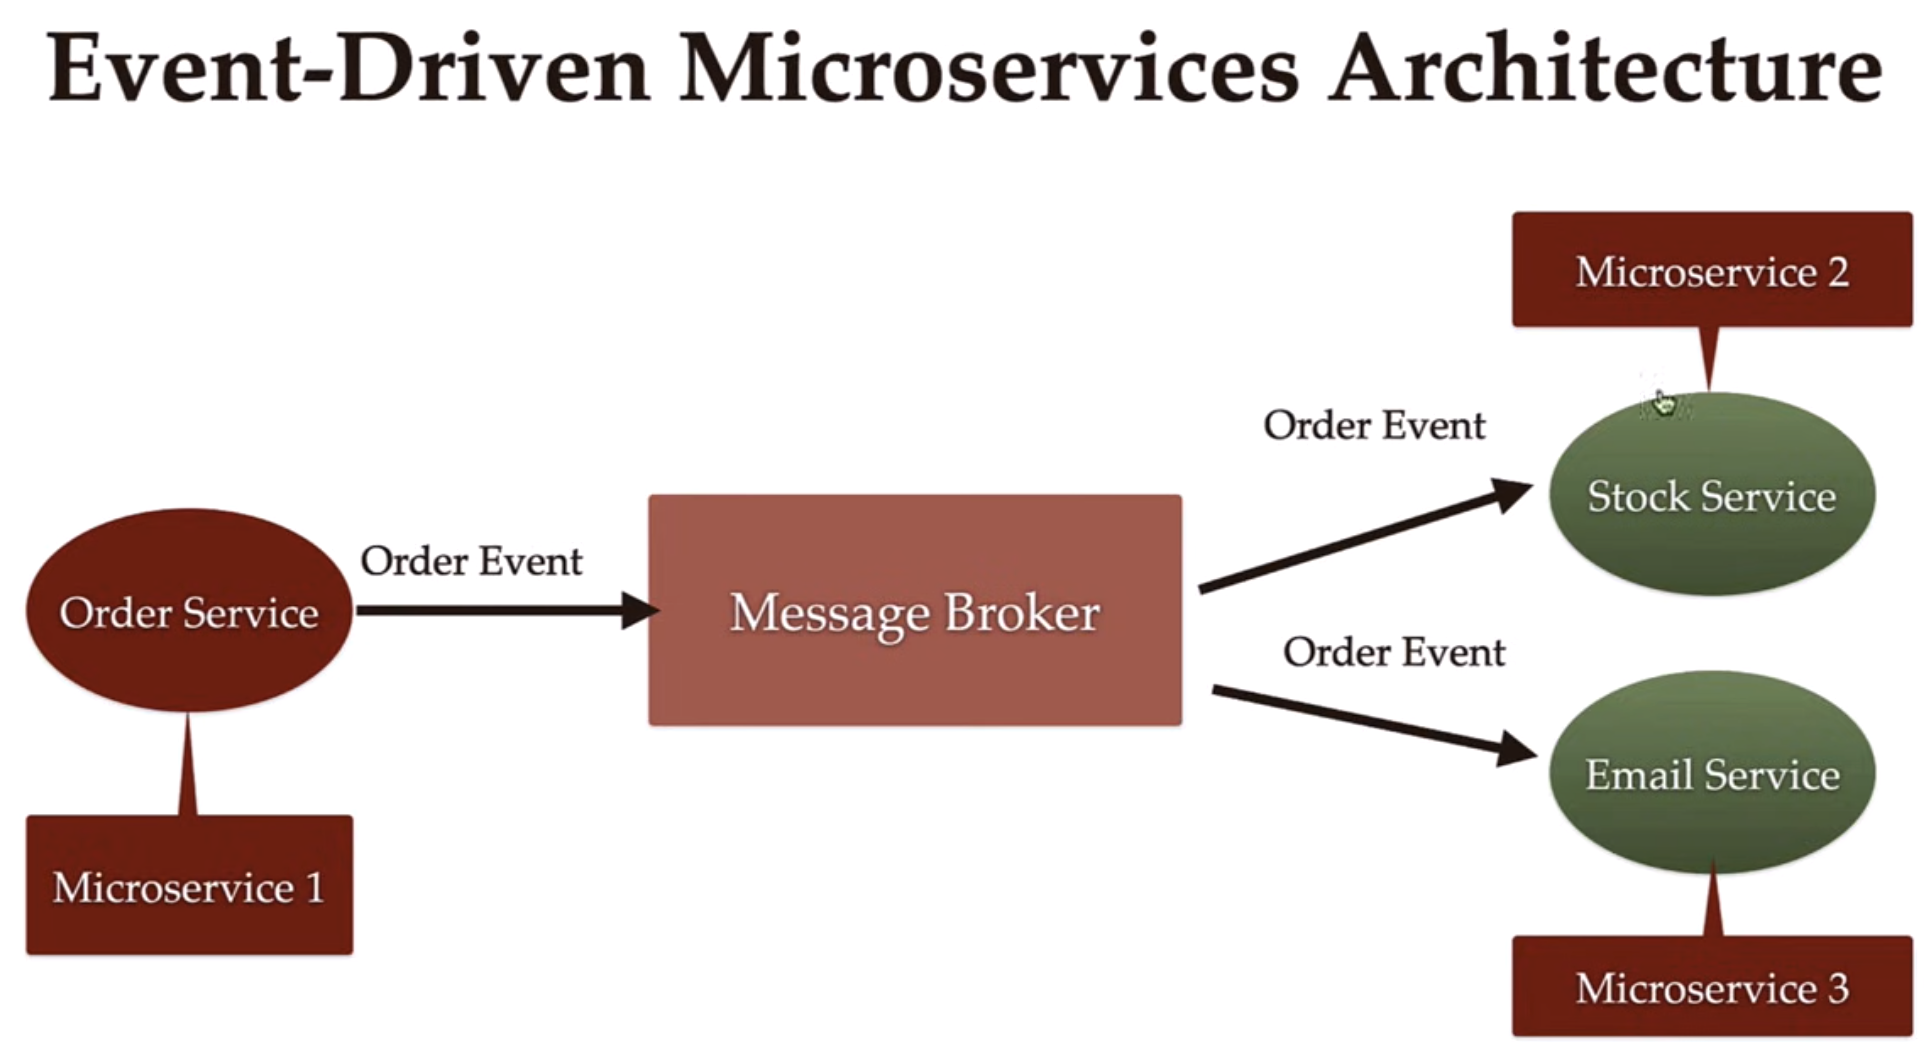 Event-Driven Microservices Architecture
Microservice 2
Order Event
Stock Service
Order Event
Order Service
Message Broker
Order Event
Email Service
Microservice 1
Microservice 3